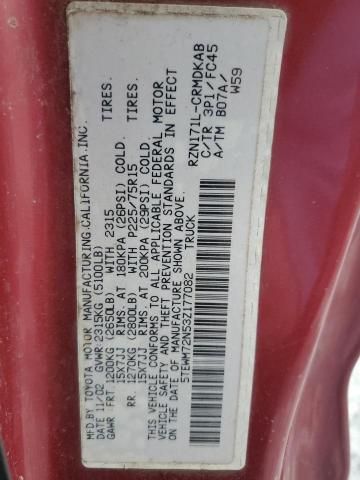 MFD.BY TOYOTA MOTOR MANUFACTURING.CALIFORNIA.INC.
DATE 11/02 GVWR 2315KG (5100LB)
GAWR FRT.1200KG (2650LB) WITH 2315 TIRES.
15X7JJ (RIMS. AT 180KPA (26PSI) COLD.
RR. 1270KG (2800LB) WITH P225/75R15 TIRES.
15X7JJ (RIMS. AT 200KPA (29PSI) COLD.
THIS VEHICLE CONFORMS TO ALL APPLICABLE FEDERAL MOTOR
VEHICLE SAFETY AND THEFT PREVENTION STANDARDS IN EFFECT
ON THE DATE OF MANUFACTURE SHOWN ABOVE.
5TEWM72N53Z177082 TRUCK
RZN171L-CRMDKAB
C/TR 3P1/FC45
A/TM B07A/
W59